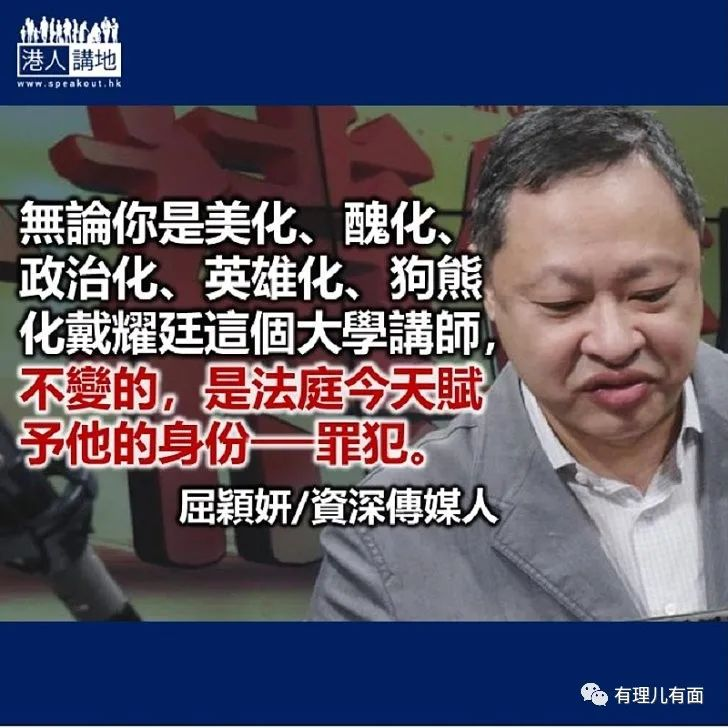 港人講地
www.speakout.hk
無論你是美化、醜化、
政治化、英雄化、狗熊
化戴耀廷這個大學講師,
不變的，是法庭今天賦
予他的身份──罪犯。
屈穎妍/資深傳媒人
有理儿有面